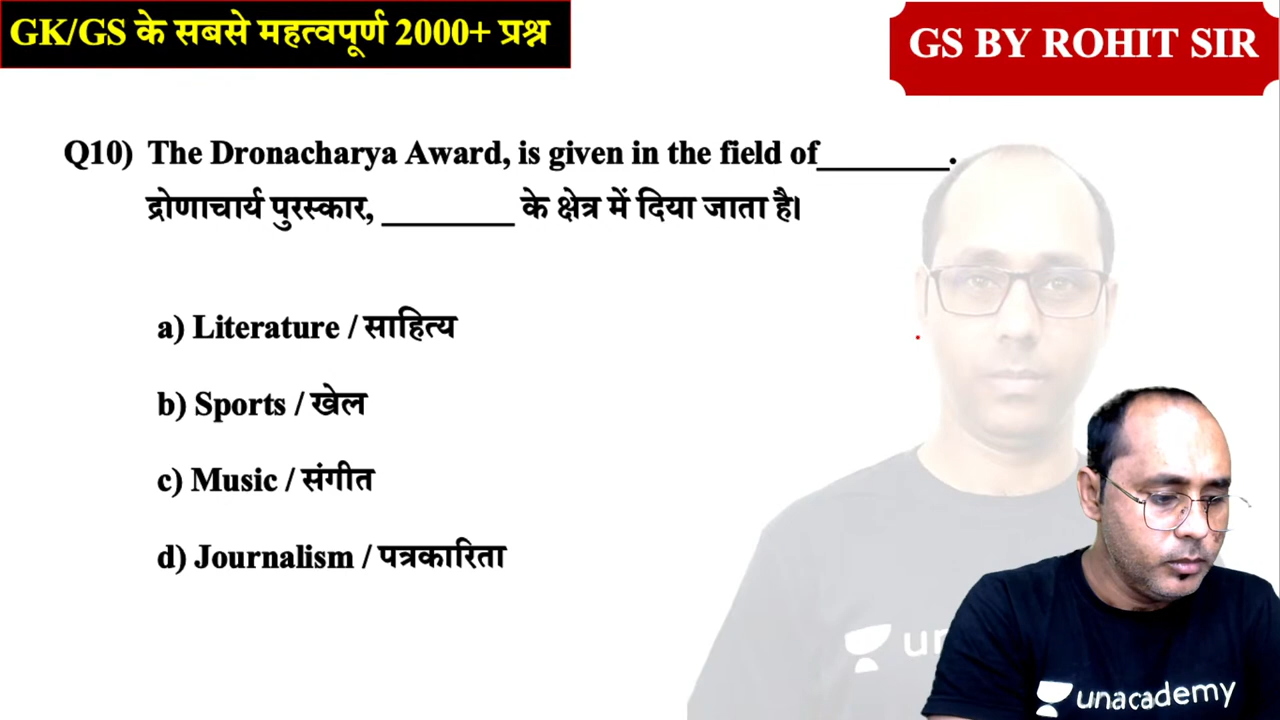 GK/GS के सबसे महत्वपूर्ण 2000+ प्रश्न
GS BY ROHIT SIR
Q10) The Dronacharya Award, is given in the field of________.
द्रोणाचार्य पुरस्कार, ________ के क्षेत्र में दिया जाता है।
a) Literature / साहित्य
b) Sports / खेल
c) Music / संगीत
d) Journalism / पत्रकारिता
un
unacademy